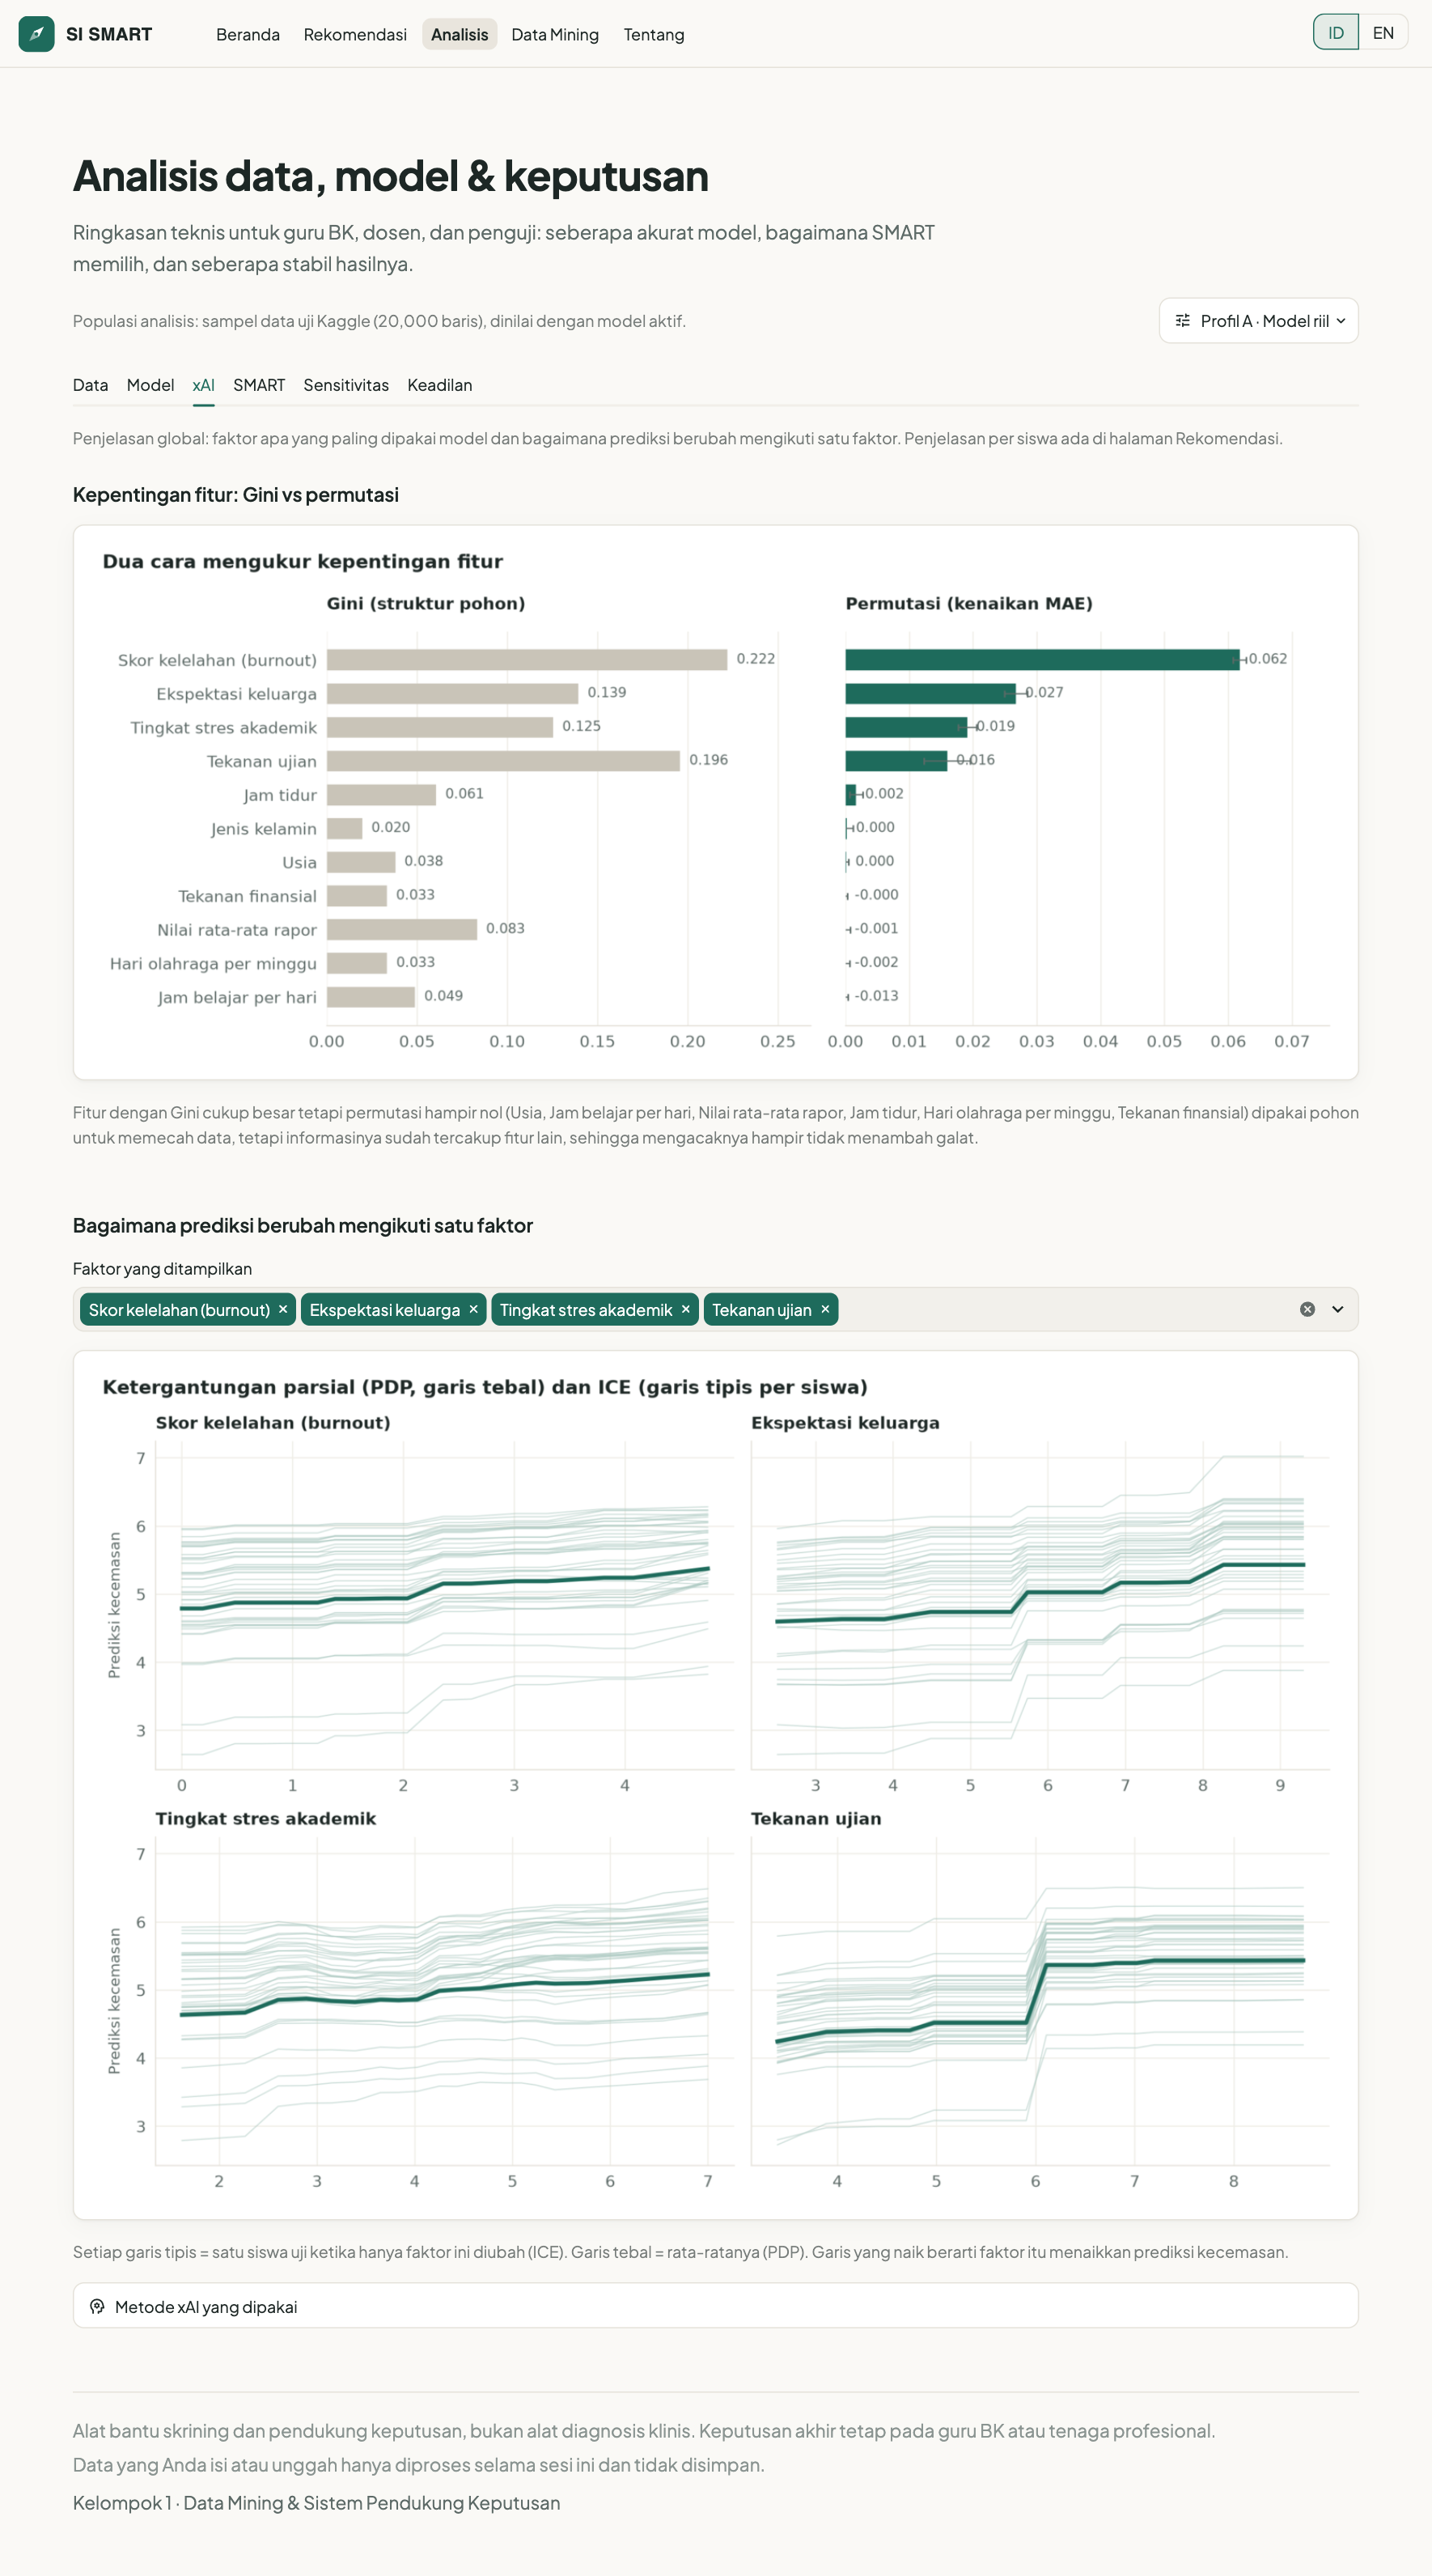 SI SMART
Beranda
Rekomendasi
Analisis
Data Mining
Tentang
ID
EN
Analisis data, model & keputusan
Ringkasan teknis untuk guru BK, dosen, dan penguji: seberapa akurat model, bagaimana SMART
memilih, dan seberapa stabil hasilnya.
Populasi analisis: sampel data uji Kaggle (20,000 baris), dinilai dengan model aktif.
Profil A · Model riil
Data
Model
xAI
SMART
Sensitivitas
Keadilan
Penjelasan global: faktor apa yang paling dipakai model dan bagaimana prediksi berubah mengikuti satu faktor. Penjelasan per siswa ada di halaman Rekomendasi.
Kepentingan fitur: Gini vs permutasi
Dua cara mengukur kepentingan fitur
Gini (struktur pohon)
Permutasi (kenaikan MAE)
Skor kelelahan (burnout) 0.222 0.062
Ekspektasi keluarga 0.139 0.027
Tingkat stres akademik 0.125 0.019
Tekanan ujian 0.196 0.016
Jam tidur 0.061 0.002
Jenis kelamin 0.020 0.000
Usia 0.038 0.000
Tekanan finansial 0.033 -0.000
Nilai rata-rata rapor 0.083 -0.001
Hari olahraga per minggu 0.033 -0.002
Jam belajar per hari 0.049 -0.013
0.00 0.05 0.10 0.15 0.20 0.25
0.00 0.01 0.02 0.03 0.04 0.05 0.06 0.07
Fitur dengan Gini cukup besar tetapi permutasi hampir nol (Usia, Jam belajar per hari, Nilai rata-rata rapor, Jam tidur, Hari olahraga per minggu, Tekanan finansial) dipakai pohon
untuk memecah data, tetapi informasinya sudah tercakup fitur lain, sehingga mengacaknya hampir tidak menambah galat.
Bagaimana prediksi berubah mengikuti satu faktor
Faktor yang ditampilkan
Skor kelelahan (burnout)
Ekspektasi keluarga
Tingkat stres akademik
Tekanan ujian
Ketergantungan parsial (PDP, garis tebal) dan ICE (garis tipis per siswa)
Skor kelelahan (burnout)
Prediksi kecemasan
7
6
5
4
3
0 1 2 3 4
Ekspektasi keluarga
3 4 5 6 7 8 9
Tingkat stres akademik
Prediksi kecemasan
7
6
5
4
3
2 3 4 5 6 7
Tekanan ujian
4 5 6 7 8
Setiap garis tipis = satu siswa uji ketika hanya faktor ini diubah (ICE). Garis tebal = rata-ratanya (PDP). Garis yang naik berarti faktor itu menaikkan prediksi kecemasan.
Metode xAI yang dipakai
Alat bantu skrining dan pendukung keputusan, bukan alat diagnosis klinis. Keputusan akhir tetap pada guru BK atau tenaga profesional.
Data yang Anda isi atau unggah hanya diproses selama sesi ini dan tidak disimpan.
Kelompok 1 · Data Mining & Sistem Pendukung Keputusan